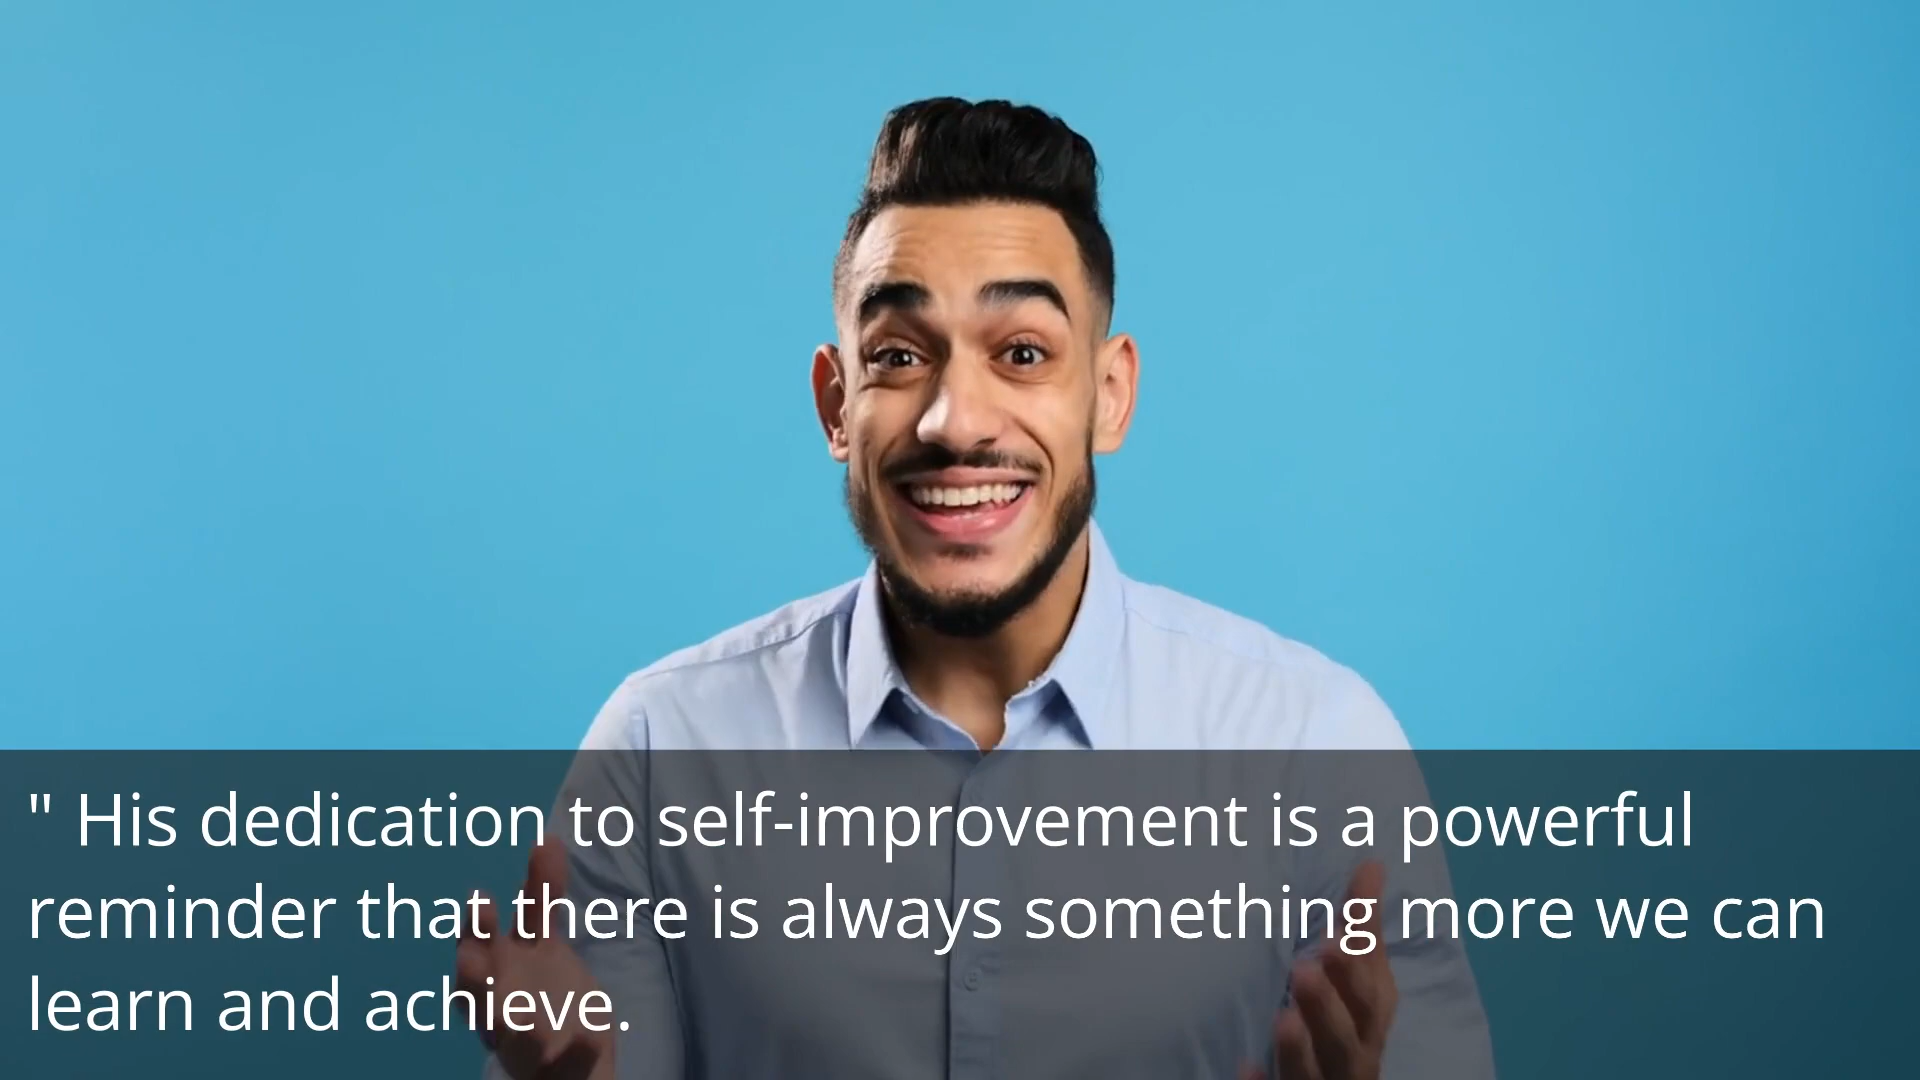 " His dedication to self-improvement is a powerful
reminder that there is always something more we can
learn and achieve.